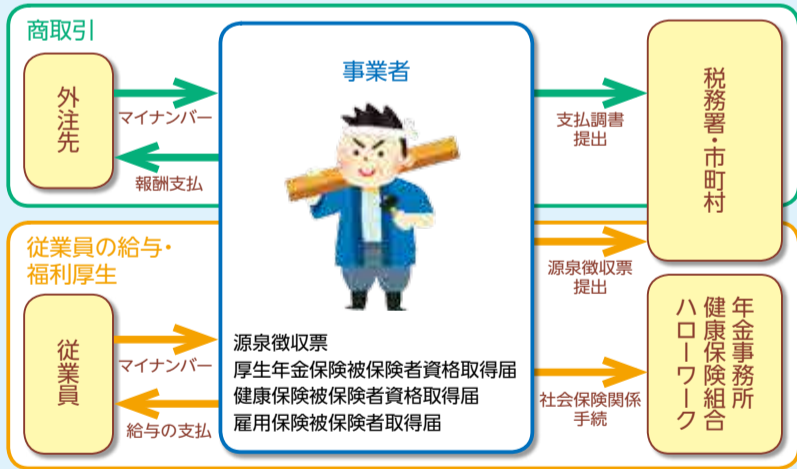 商取引
外注先
マイナンバー
報酬支払
事業者
支払調書
提出
税務署・市町村
従業員の給与・
福利厚生
従業員
マイナンバー
給与の支払
源泉徴収票
厚生年金保険被保険者資格取得届
健康保険被保険者資格取得届
雇用保険被保険者取得届
源泉徴収票
提出
社会保険関係
手続
年金事務所
健康保険組合
ハローワーク